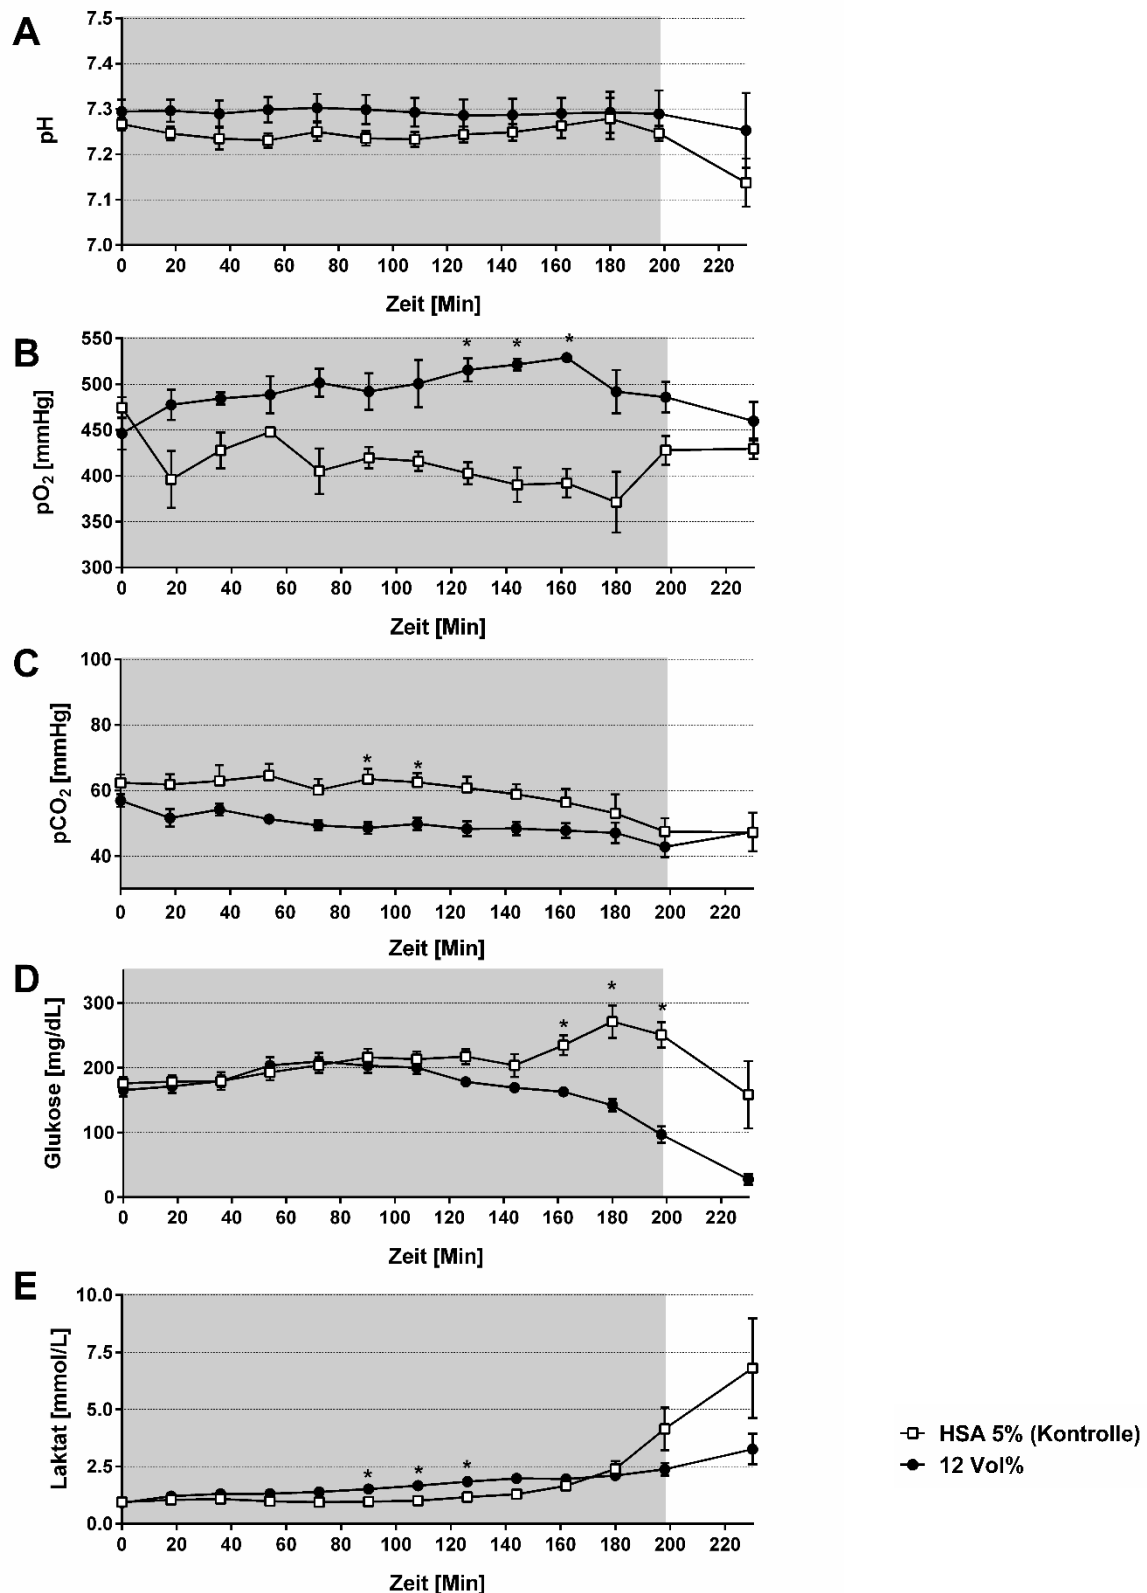 A
pH
7.5
7.4
7.3
7.2
7.1
7.0
0 20 40 60 80 100 120 140 160 180 200 220
Zeit [Min]
B
pO2 [mmHg]
550
500
450
400
350
300
* * *
0 20 40 60 80 100 120 140 160 180 200 220
Zeit [Min]
C
pCO2 [mmHg]
100
80
60
40
* *
0 20 40 60 80 100 120 140 160 180 200 220
Zeit [Min]
D
Glukose [mg/dL]
300
200
100
0
* * *
0 20 40 60 80 100 120 140 160 180 200 220
Zeit [Min]
E
Laktat [mmol/L]
10.0
7.5
5.0
2.5
0.0
* * *
0 20 40 60 80 100 120 140 160 180 200 220
Zeit [Min]
HSA 5% (Kontrolle)
12 Vol%